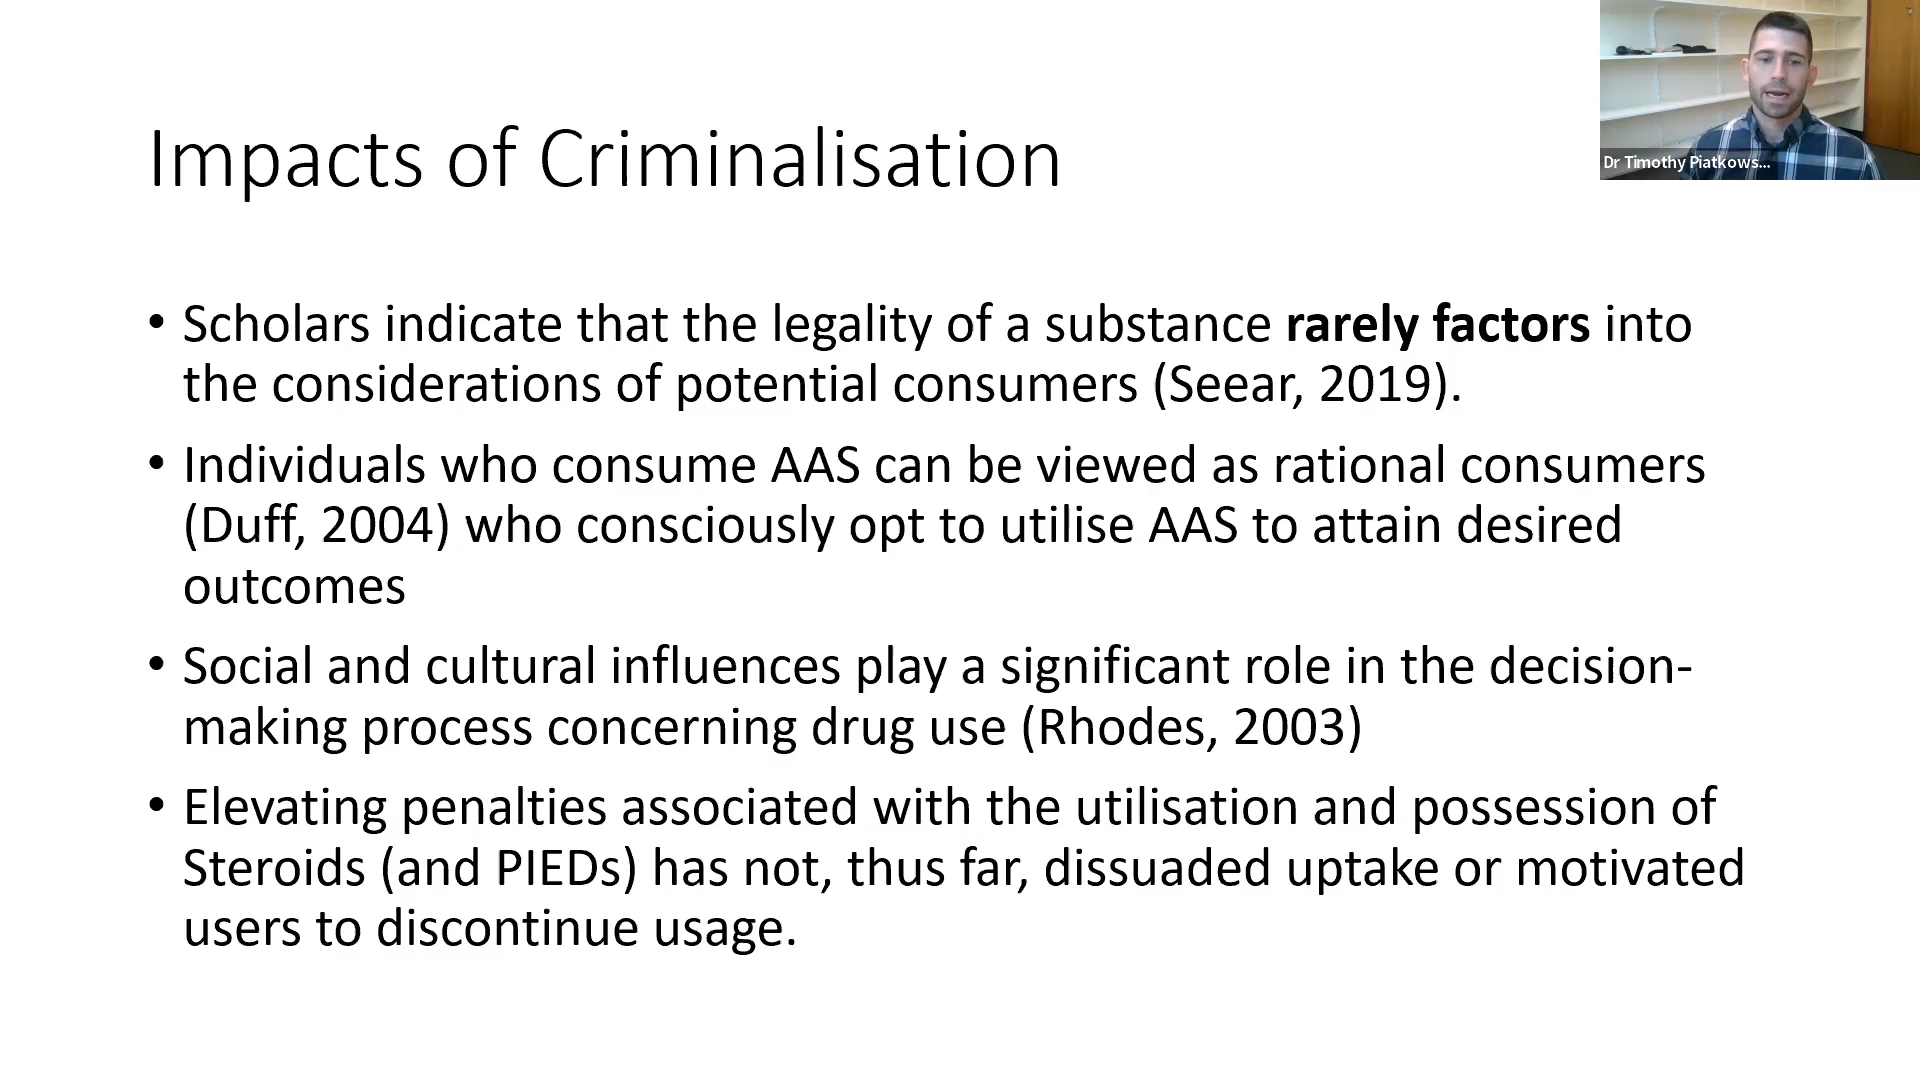 Impacts of Criminalisation
Dr Timothy Piatkows...
• Scholars indicate that the legality of a substance rarely factors into
the considerations of potential consumers (Seear, 2019).
• Individuals who consume AAS can be viewed as rational consumers
(Duff, 2004) who consciously opt to utilise AAS to attain desired
outcomes
• Social and cultural influences play a significant role in the decision-
making process concerning drug use (Rhodes, 2003)
• Elevating penalties associated with the utilisation and possession of
Steroids (and PIEDs) has not, thus far, dissuaded uptake or motivated
users to discontinue usage.